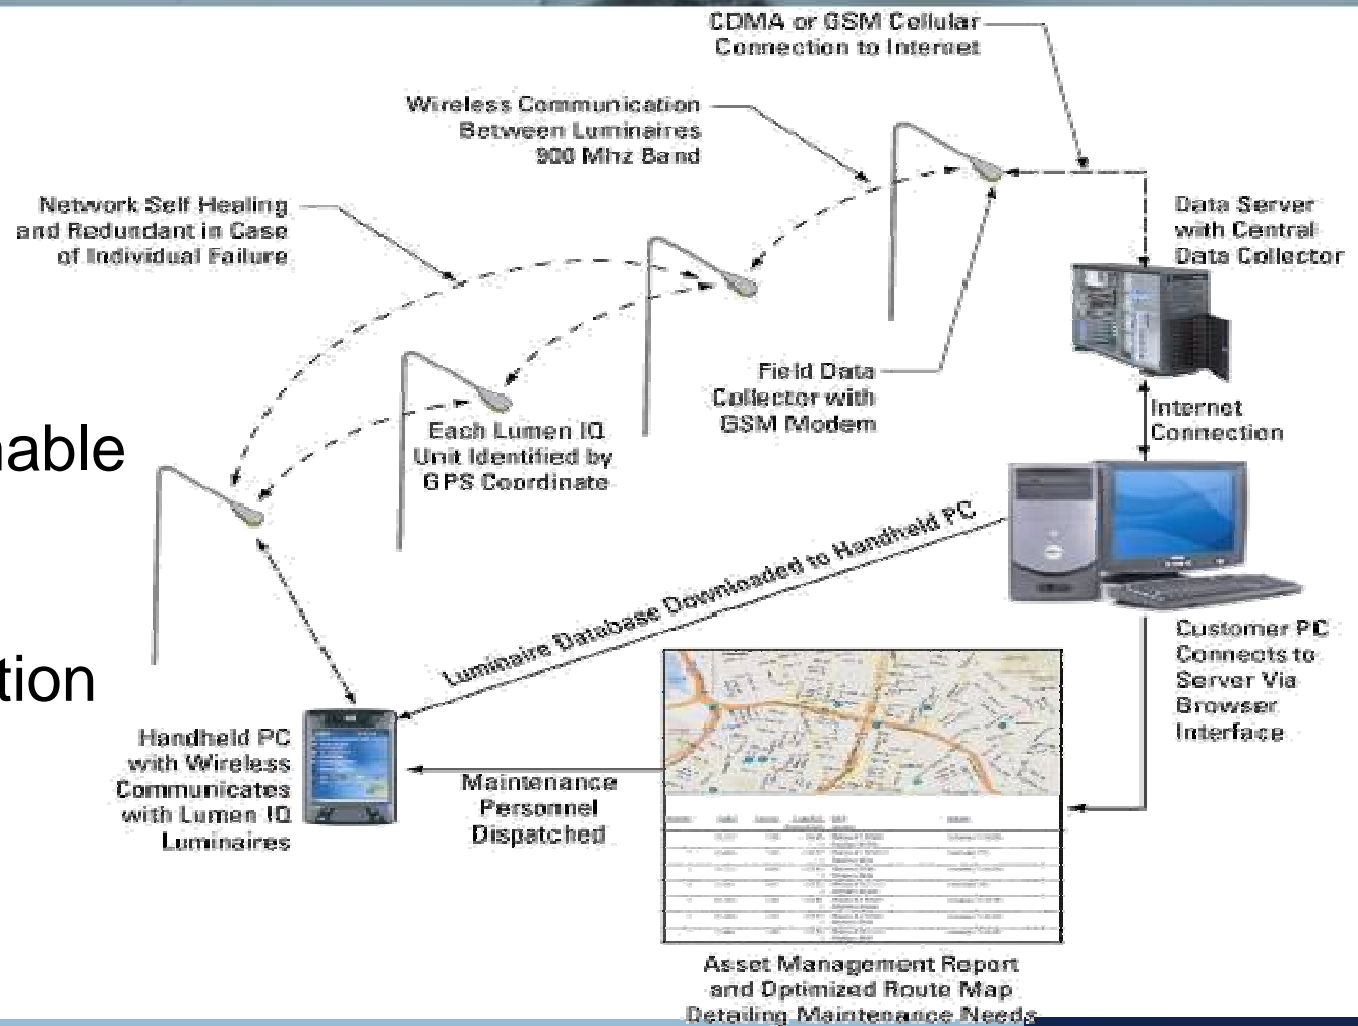 CDMA or GSM Cellular
Connection to Internet
Wireless Communication
Between Luminaires
900 Mhz Band
Network Self Healing
and Redundant in Case
of Individual Failure
Data Server
with Central
Data Collector
Field Data
Collector with
GSM Modem
Internet
Connection
nable
Each Lumen IQ
Unit Identified by
GPS Coordinate
Luminaire Database Downloaded to Handheld PC
tion
Customer PC
Connects to
Server Via
Browser
Interface
Handheld PC
with Wireless
Communicates
with Lumen IQ
Luminaires
Maintenance
Personnel
Dispatched
Asset Management Report
and Optimized Route Map
Detailing Maintenance Needs